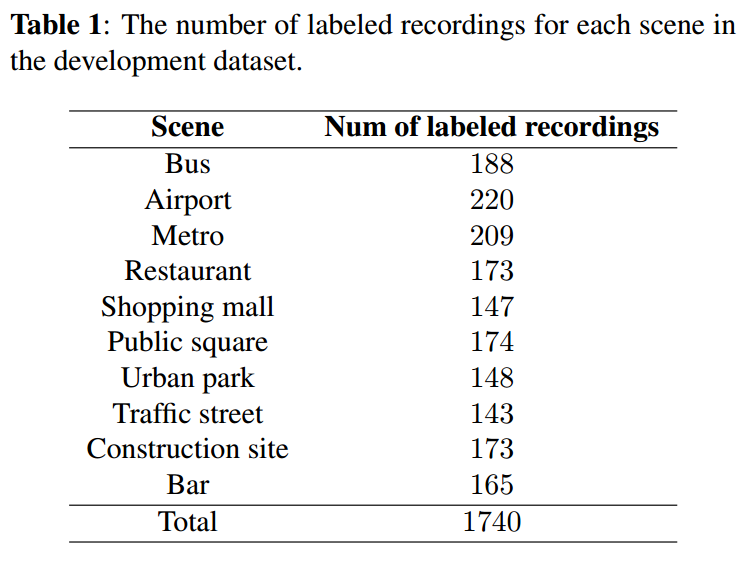 Table 1: The number of labeled recordings for each scene in
the development dataset.
Scene Num of labeled recordings
Bus 188
Airport 220
Metro 209
Restaurant 173
Shopping mall 147
Public square 174
Urban park 148
Traffic street 143
Construction site 173
Bar 165
Total 1740